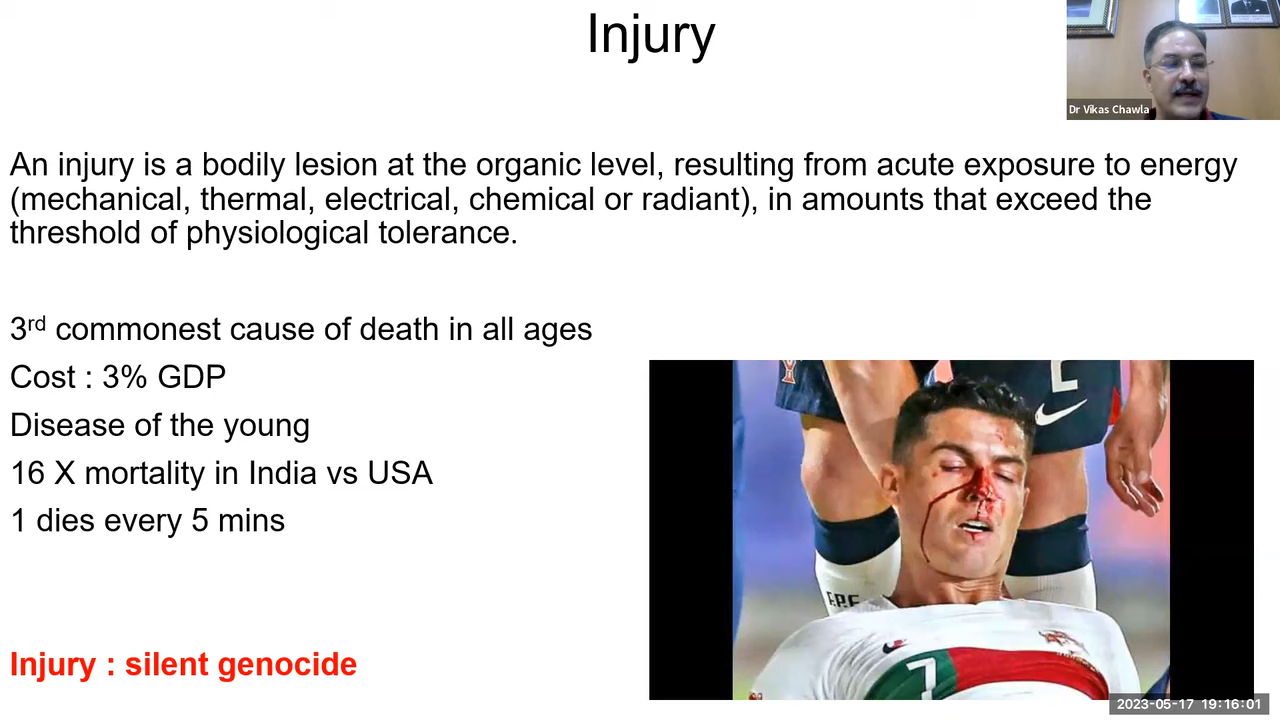 Injury
Dr Vikas Chawla
An injury is a bodily lesion at the organic level, resulting from acute exposure to energy
(mechanical, thermal, electrical, chemical or radiant), in amounts that exceed the
threshold of physiological tolerance.
3rd commonest cause of death in all ages
Cost : 3% GDP
Disease of the young
16 X mortality in India vs USA
1 dies every 5 mins
Injury : silent genocide
7
2023-05-17 19:16:01